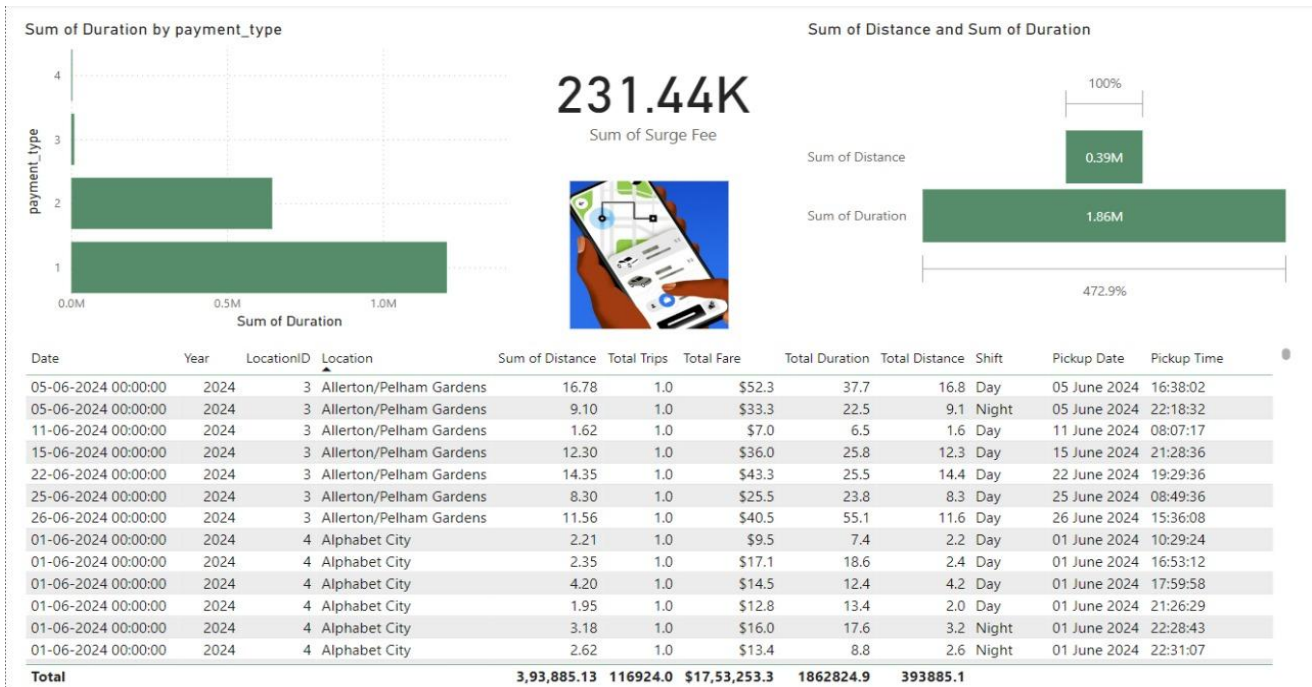 Sum of Duration by payment_type
4
3
2
1
payment_type
0.0M 0.5M 1.0M
Sum of Duration
231.44K
Sum of Surge Fee
Sum of Distance and Sum of Duration
100%
Sum of Distance 0.39M
Sum of Duration 1.86M
472.9%
Date Year LocationID Location Sum of Distance Total Trips Total Fare Total Duration Total Distance Shift Pickup Date Pickup Time
05-06-2024 00:00:00 2024 3 Allerton/Pelham Gardens 16.78 1.0 $52.3 37.7 16.8 Day 05 June 2024 16:38:02
05-06-2024 00:00:00 2024 3 Allerton/Pelham Gardens 9.10 1.0 $33.3 22.5 9.1 Night 05 June 2024 22:18:32
11-06-2024 00:00:00 2024 3 Allerton/Pelham Gardens 1.62 1.0 $7.0 6.5 1.6 Day 11 June 2024 08:07:17
15-06-2024 00:00:00 2024 3 Allerton/Pelham Gardens 12.30 1.0 $36.0 25.8 12.3 Day 15 June 2024 21:28:36
22-06-2024 00:00:00 2024 3 Allerton/Pelham Gardens 14.35 1.0 $43.3 25.5 14.4 Day 22 June 2024 19:29:36
25-06-2024 00:00:00 2024 3 Allerton/Pelham Gardens 8.30 1.0 $25.5 23.8 8.3 Day 25 June 2024 08:49:36
26-06-2024 00:00:00 2024 3 Allerton/Pelham Gardens 11.56 1.0 $40.5 55.1 11.6 Day 26 June 2024 15:36:08
01-06-2024 00:00:00 2024 4 Alphabet City 2.21 1.0 $9.5 7.4 2.2 Day 01 June 2024 10:29:24
01-06-2024 00:00:00 2024 4 Alphabet City 2.35 1.0 $17.1 18.6 2.4 Day 01 June 2024 16:53:12
01-06-2024 00:00:00 2024 4 Alphabet City 4.20 1.0 $14.5 12.4 4.2 Day 01 June 2024 17:59:58
01-06-2024 00:00:00 2024 4 Alphabet City 1.95 1.0 $12.8 13.4 2.0 Day 01 June 2024 21:26:29
01-06-2024 00:00:00 2024 4 Alphabet City 3.18 1.0 $16.0 17.6 3.2 Night 01 June 2024 22:28:43
01-06-2024 00:00:00 2024 4 Alphabet City 2.62 1.0 $13.4 8.8 2.6 Night 01 June 2024 22:31:07
Total 3,93,885.13 116924.0 $17,53,253.3 1862824.9 393885.1